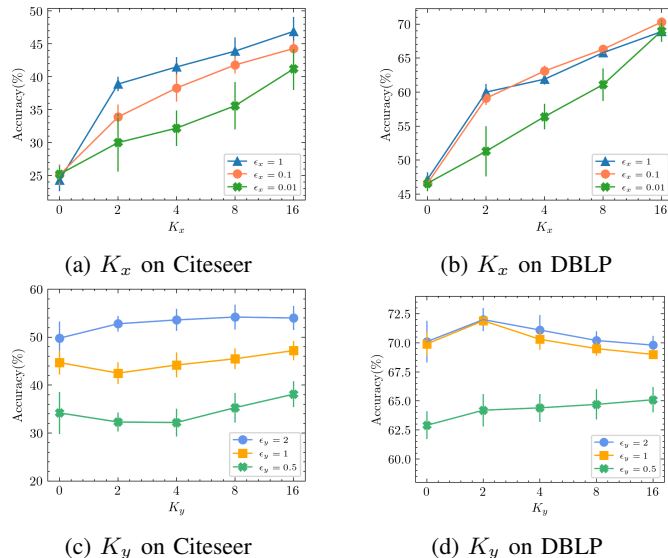 50
45
40
35
30
25
Accuracy(%)
ϵx = 1
ϵx = 0.1
ϵx = 0.01
0 2 4 8 16
Kx
(a) Kx on Citeseer
70
65
60
55
50
45
Accuracy(%)
ϵx = 1
ϵx = 0.1
ϵx = 0.01
0 2 4 8 16
Kx
(b) Kx on DBLP
60
50
40
30
20
Accuracy(%)
ϵy = 2
ϵy = 1
ϵy = 0.5
0 2 4 8 16
Ky
(c) Ky on Citeseer
72.5
70.0
67.5
65.0
62.5
60.0
Accuracy(%)
ϵy = 2
ϵy = 1
ϵy = 0.5
0 2 4 8 16
Ky
(d) Ky on DBLP